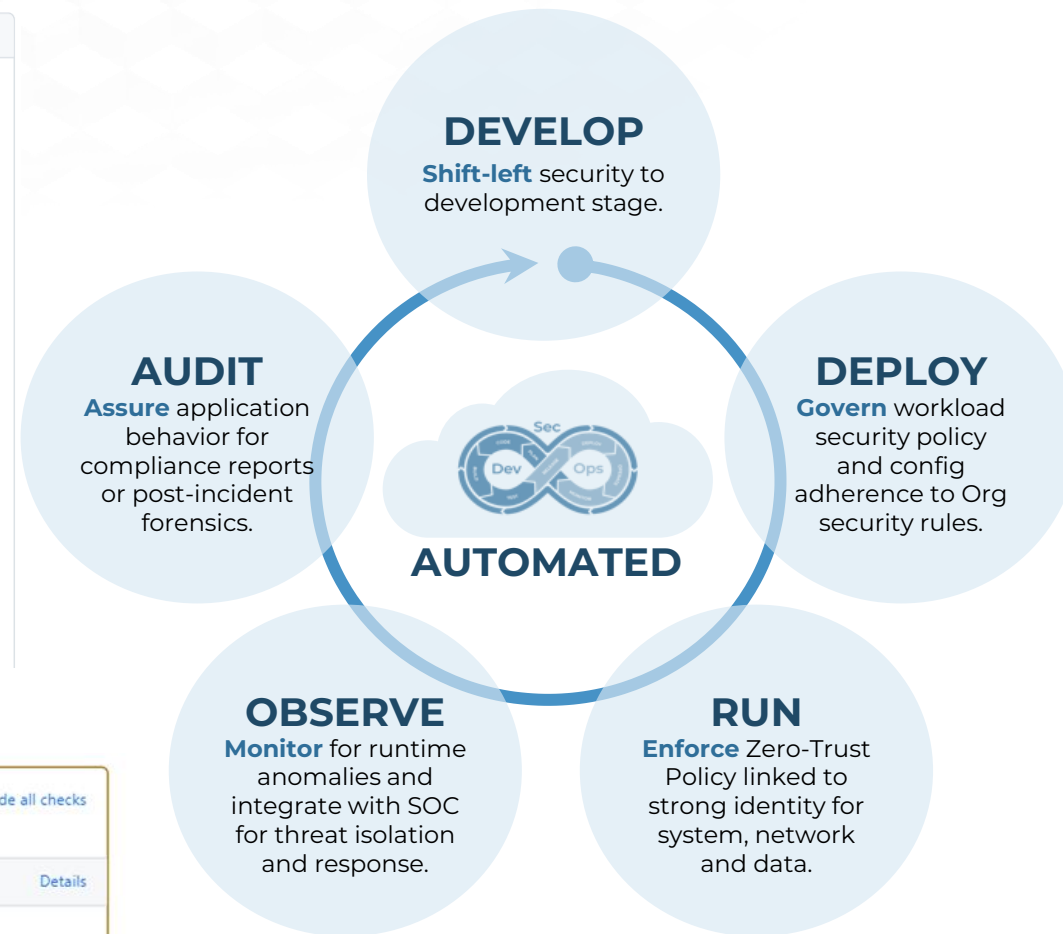 DEVELOP
Shift-left security to
development stage.
AUDIT
Assure application
behavior for
compliance reports
or post-incident
forensics.
DEPLOY
Govern workload
security policy
and config
adherence to Org
security rules.
Sec
Dev
Ops
AUTOMATED
OBSERVE
Monitor for runtime
anomalies and
integrate with SOC
for threat isolation
and response.
RUN
Enforce Zero-Trust
Policy linked to
strong identity for
system, network
and data.
de all checks
Details